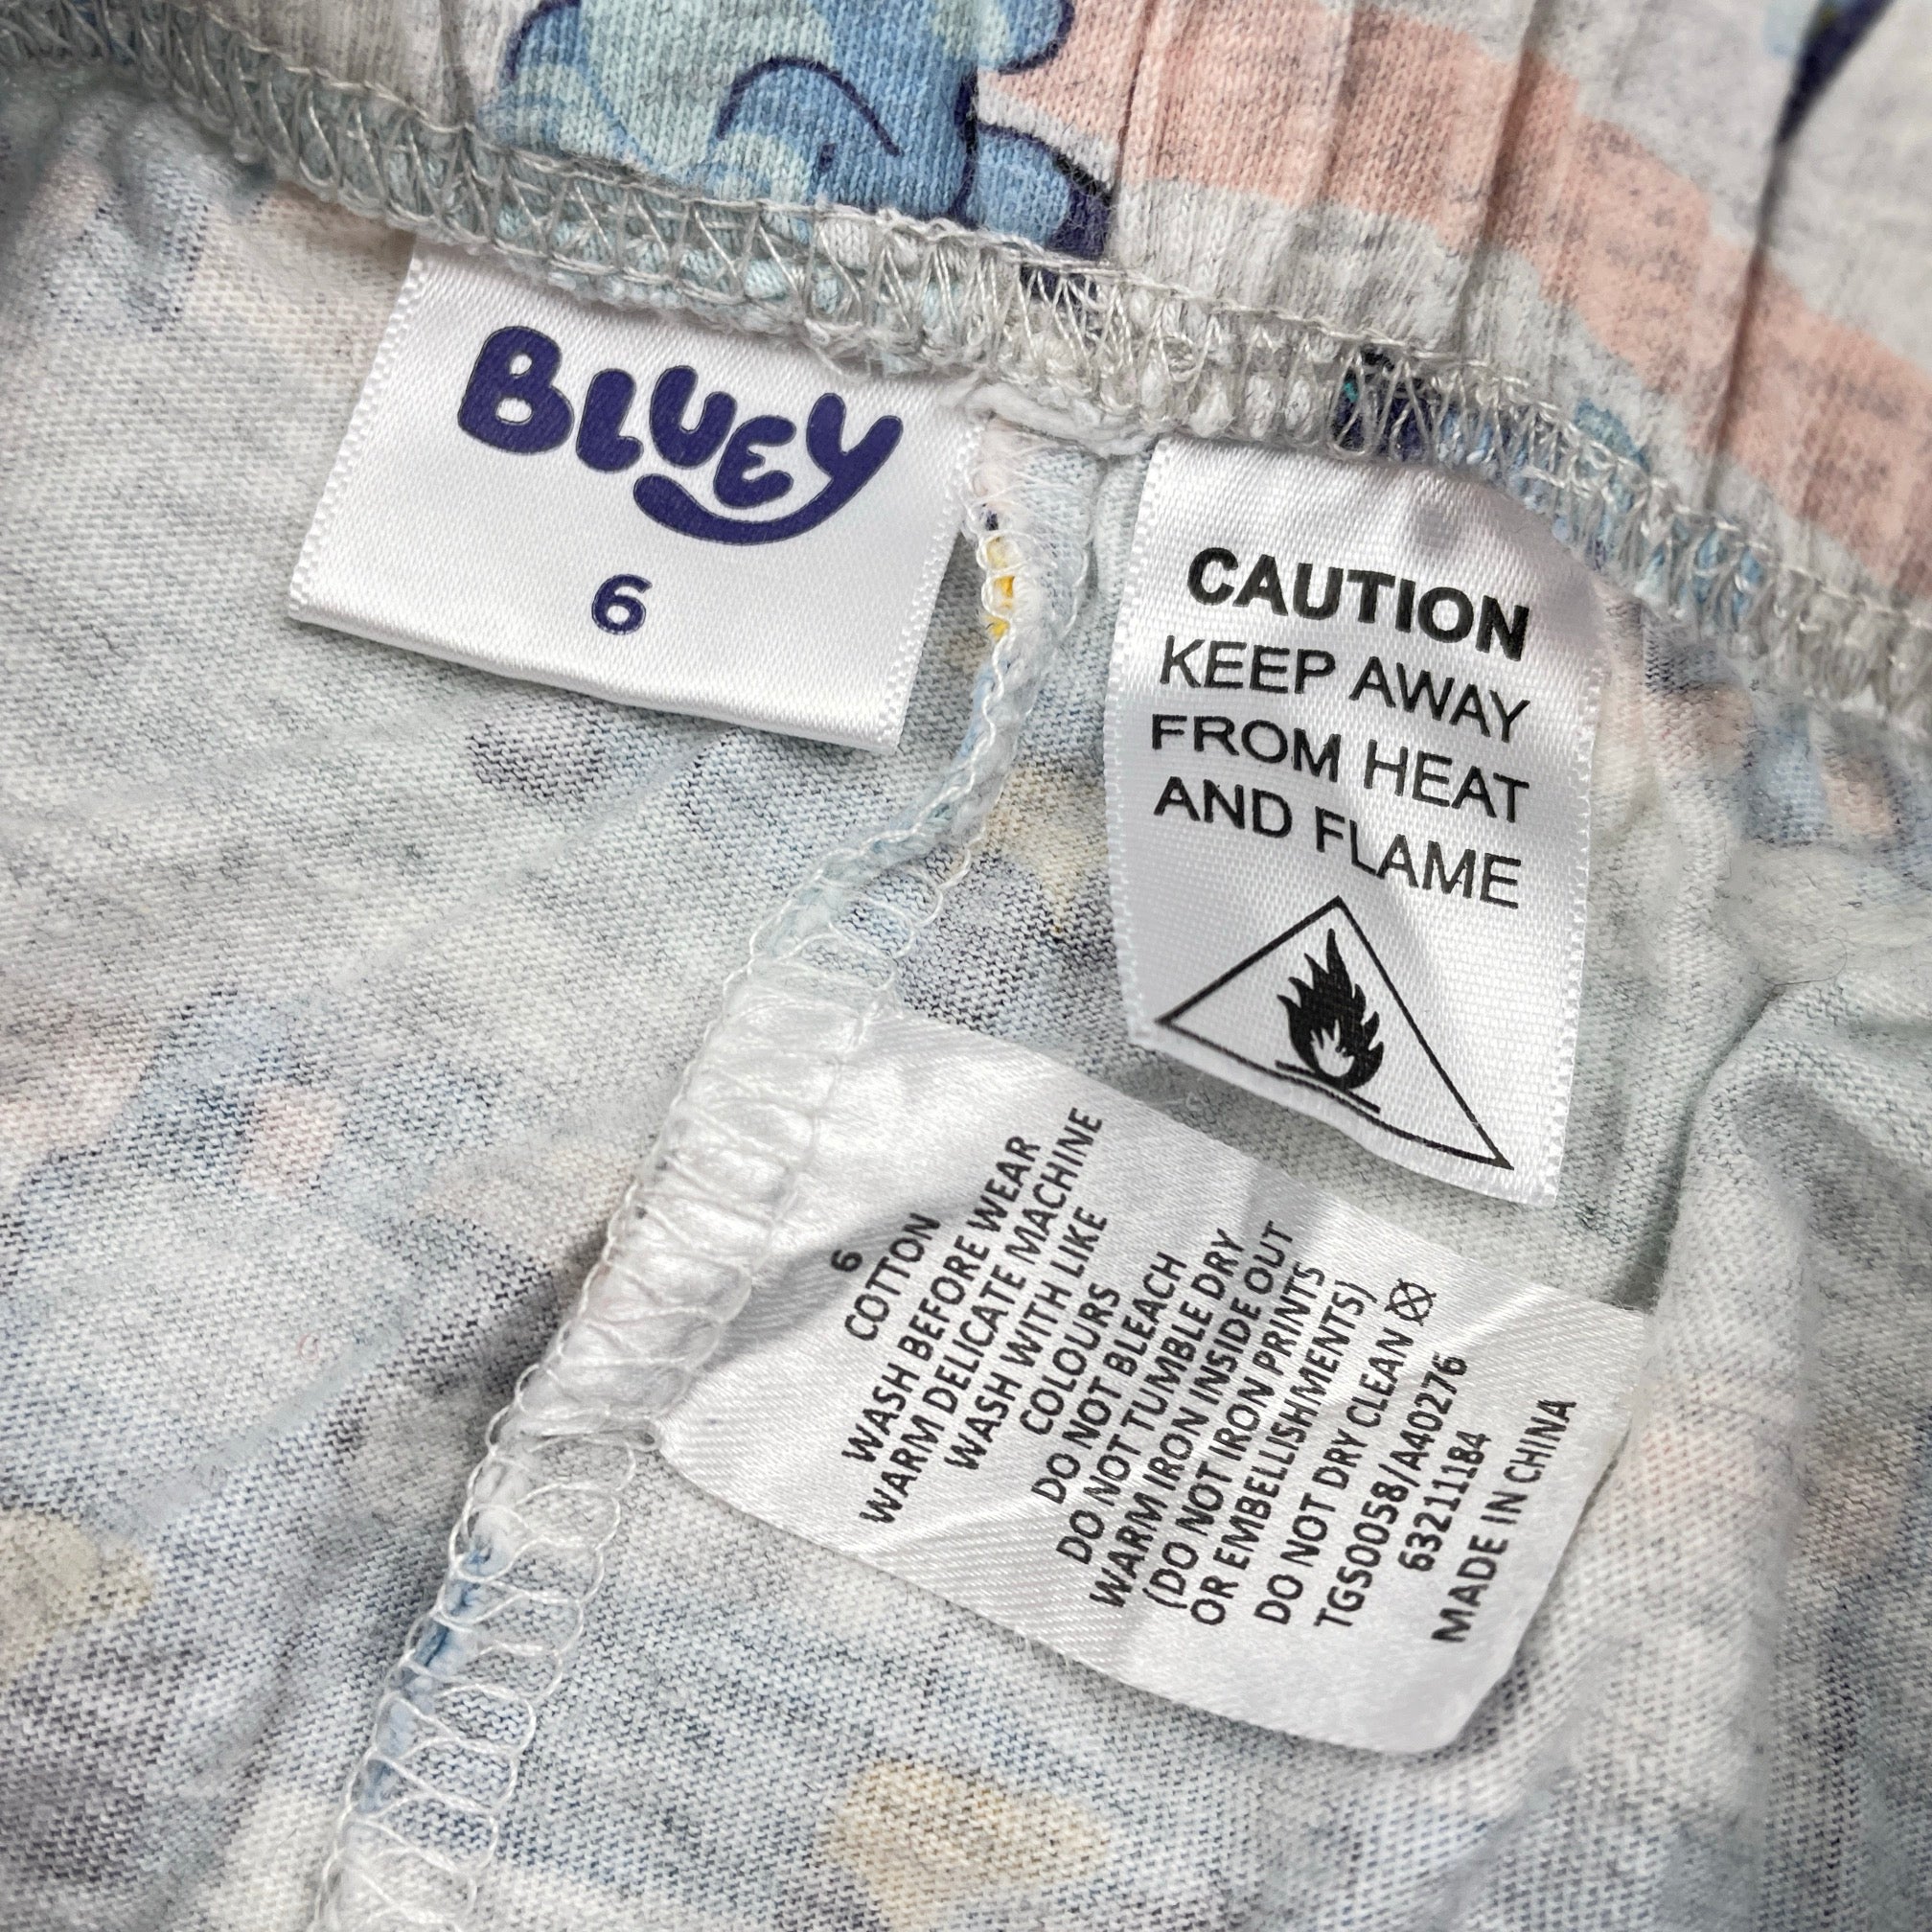 BLUEY
6
CAUTION
KEEP AWAY
FROM HEAT
AND FLAME
6
COTTON
WASH BEFORE WEAR
WARM DELICATE MACHINE
WASH WITH LIKE
COLOURS
DO NOT BLEACH
DO NOT TUMBLE DRY
WARM IRON INSIDE OUT
(DO NOT IRON PRINTS
OR EMBELLISHMENTS)
DO NOT DRY CLEAN
TGS0058/A40276
63211184
MADE IN CHINA